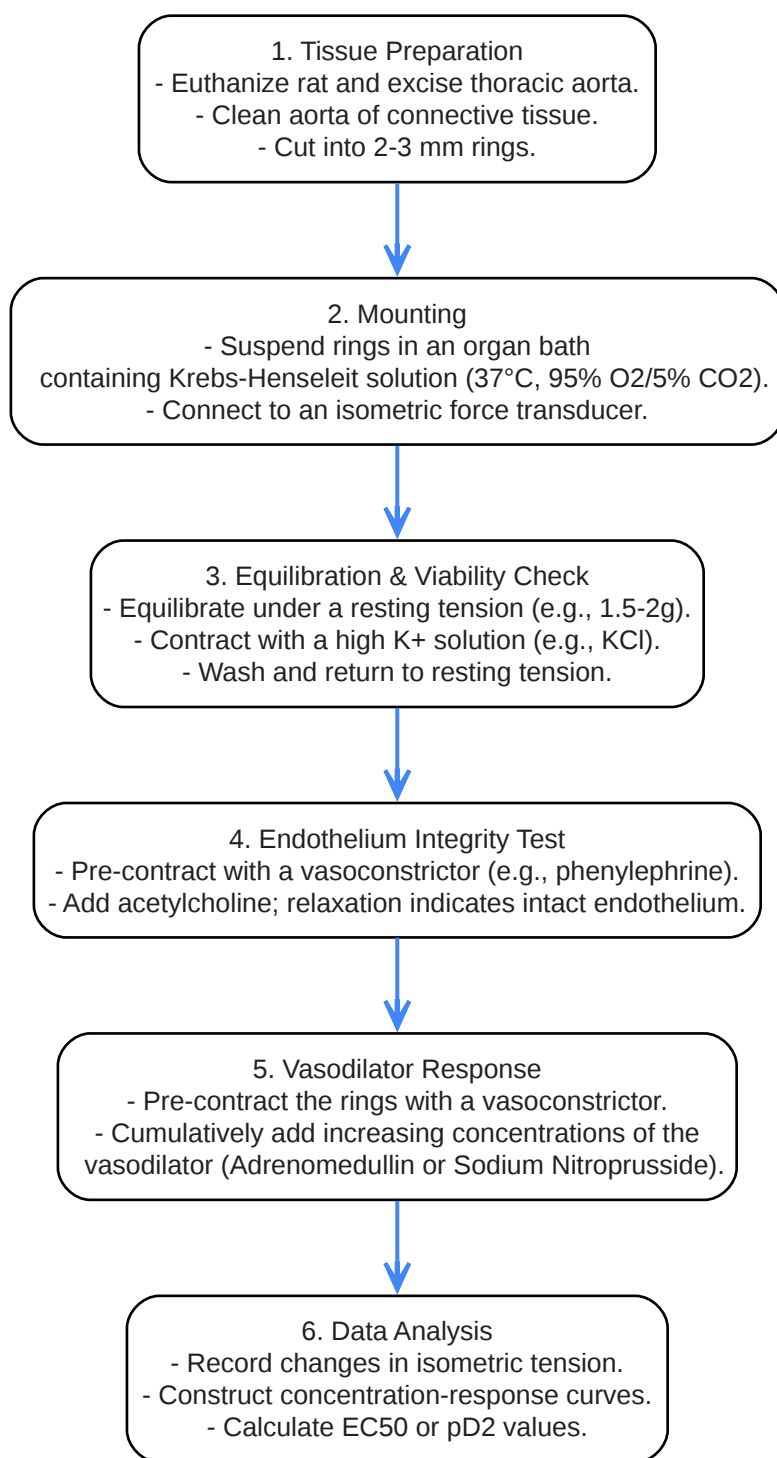 1. Tissue Preparation
- Euthanize rat and excise thoracic aorta.
- Clean aorta of connective tissue.
- Cut into 2-3 mm rings.
2. Mounting
- Suspend rings in an organ bath
containing Krebs-Henseleit solution (37°C, 95% O2/5% CO2).
- Connect to an isometric force transducer.
3. Equilibration & Viability Check
- Equilibrate under a resting tension (e.g., 1.5-2g).
- Contract with a high K+ solution (e.g., KCl).
- Wash and return to resting tension.
4. Endothelium Integrity Test
- Pre-contract with a vasoconstrictor (e.g., phenylephrine).
- Add acetylcholine; relaxation indicates intact endothelium.
5. Vasodilator Response
- Pre-contract the rings with a vasoconstrictor.
- Cumulatively add increasing concentrations of the
vasodilator (Adrenomedullin or Sodium Nitroprusside).
6. Data Analysis
- Record changes in isometric tension.
- Construct concentration-response curves.
- Calculate EC50 or pD2 values.